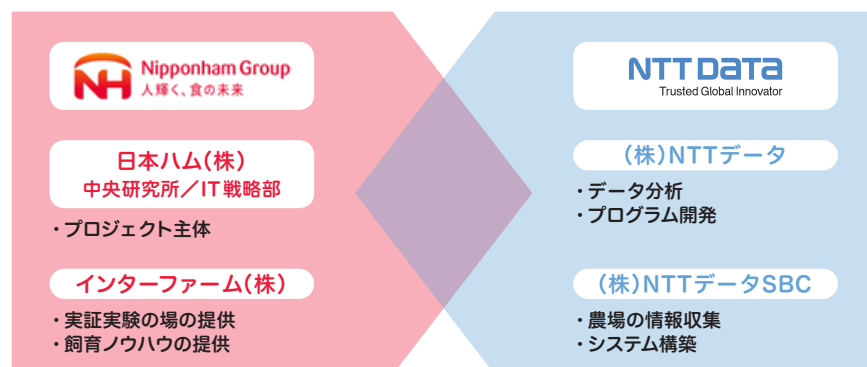 NH Nipponham Group
人輝く、食の未来
日本ハム(株)
中央研究所／IT戦略部
・プロジェクト主体
インターファーム(株)
・実証実験の場の提供
・飼育ノウハウの提供
NTT DATA
Trusted Global Innovator
(株)NTTデータ
・データ分析
・プログラム開発
(株)NTTデータSBC
・農場の情報収集
・システム構築